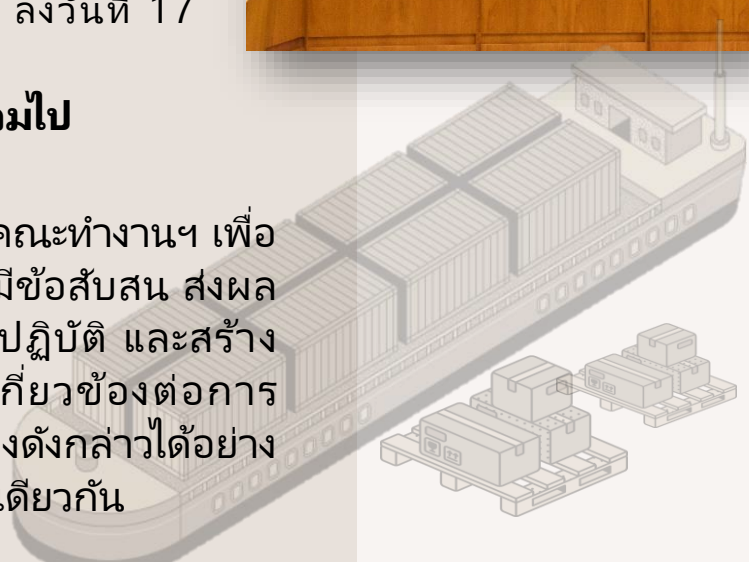 ลงวันที่ 17
มไป
คณะทำงานฯ เพื่อ
มีข้อสับสน ส่งผล
ปฏิบัติ และสร้าง
กี่ยวข้องต่อการ
งดังกล่าวได้อย่าง
เดียวกัน